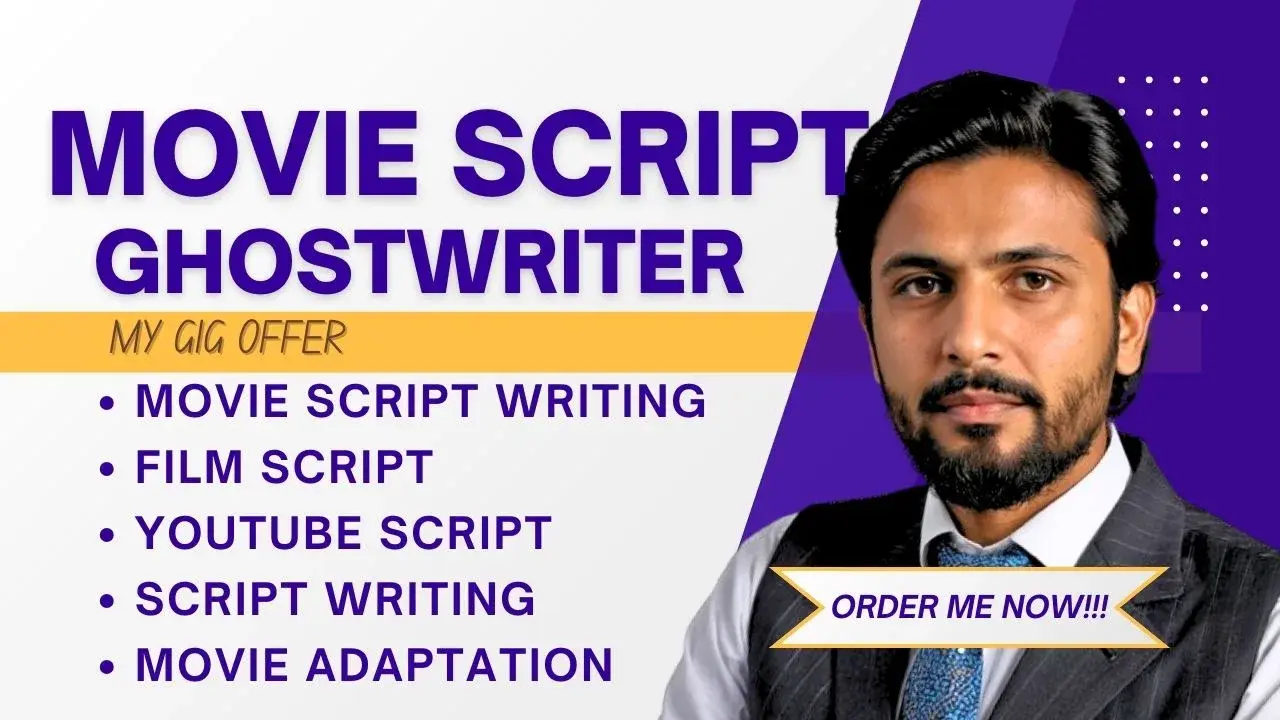 MOVIE SCRIPT
GHOSTWRITER
MY GIG OFFER
• MOVIE SCRIPT WRITING
• FILM SCRIPT
• YOUTUBE SCRIPT
• SCRIPT WRITING
• MOVIE ADAPTATION
ORDER ME NOW!!!